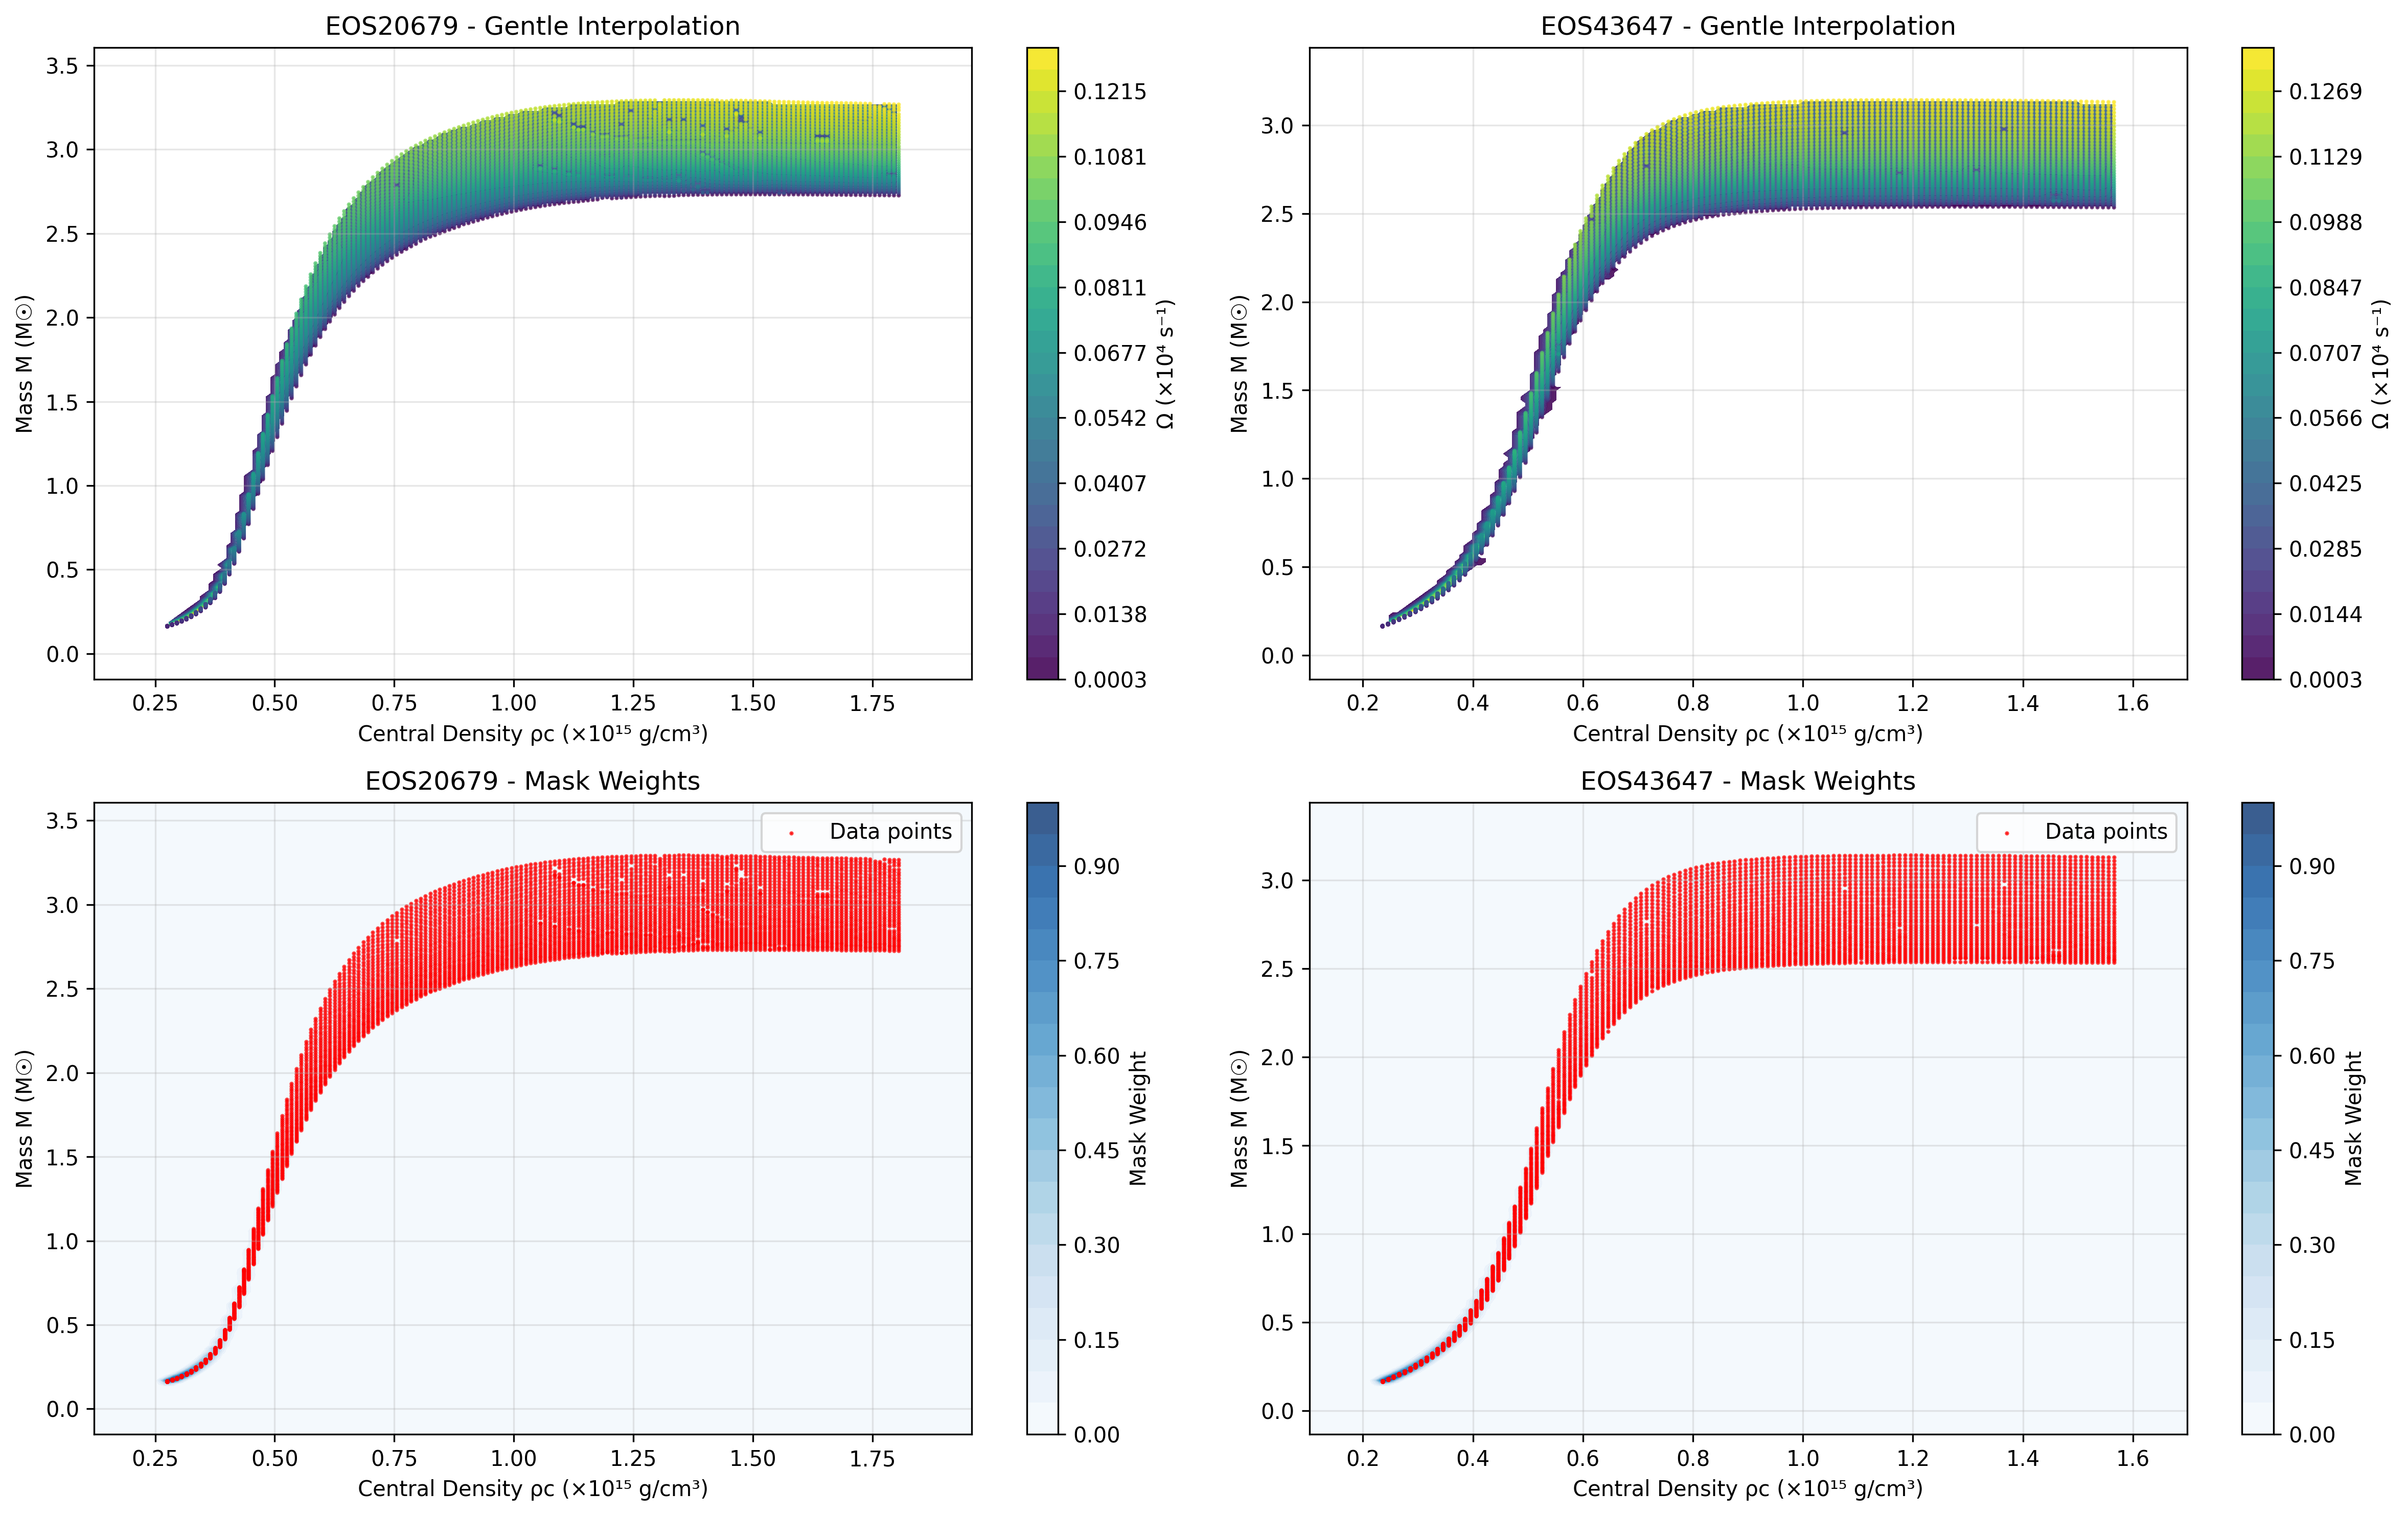 EOS20679 - Gentle Interpolation
3.5
3.0
2.5
2.0
1.5
1.0
0.5
0.0
Mass M (M☉)
0.25 0.50 0.75 1.00 1.25 1.50 1.75
Central Density ρc (×10¹⁵ g/cm³)
0.1215
0.1081
0.0946
0.0811
0.0677
0.0542
0.0407
0.0272
0.0138
0.0003
Ω (×10⁴ s⁻¹)
EOS43647 - Gentle Interpolation
3.0
2.5
2.0
1.5
1.0
0.5
0.0
Mass M (M☉)
0.2 0.4 0.6 0.8 1.0 1.2 1.4 1.6
Central Density ρc (×10¹⁵ g/cm³)
0.1269
0.1129
0.0988
0.0847
0.0707
0.0566
0.0425
0.0285
0.0144
0.0003
Ω (×10⁴ s⁻¹)
EOS20679 - Mask Weights
Data points
3.5
3.0
2.5
2.0
1.5
1.0
0.5
0.0
Mass M (M☉)
0.25 0.50 0.75 1.00 1.25 1.50 1.75
Central Density ρc (×10¹⁵ g/cm³)
0.90
0.75
0.60
0.45
0.30
0.15
0.00
Mask Weight
EOS43647 - Mask Weights
Data points
3.0
2.5
2.0
1.5
1.0
0.5
0.0
Mass M (M☉)
0.2 0.4 0.6 0.8 1.0 1.2 1.4 1.6
Central Density ρc (×10¹⁵ g/cm³)
0.90
0.75
0.60
0.45
0.30
0.15
0.00
Mask Weight